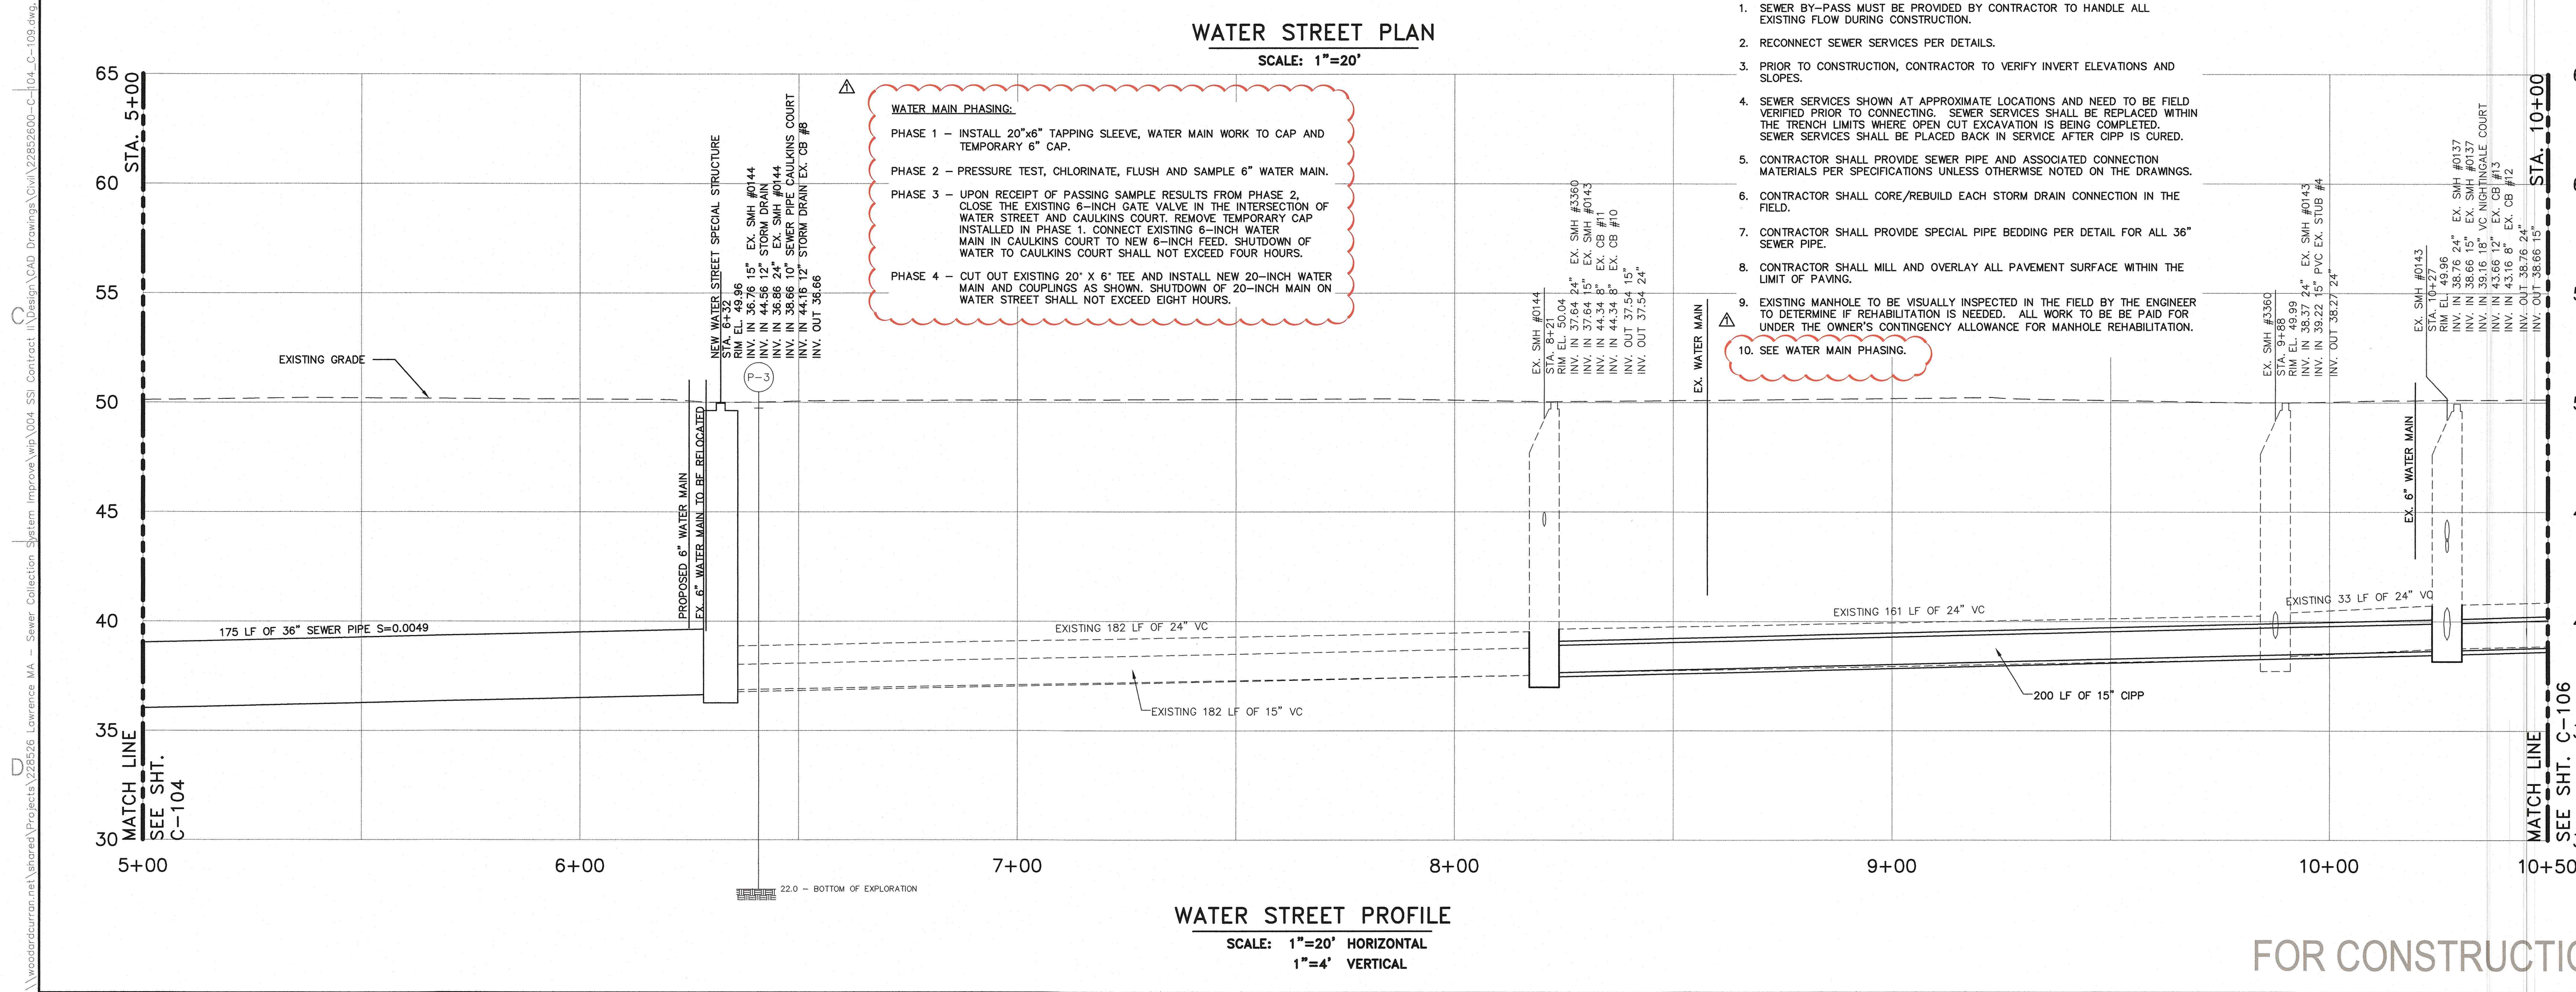 \\woodardcurran.net\shared\Projects\228526 Lawrence MA - Sewer Collection System Improve\wip\004 SSI Contract II\Design\CAD Drawings\Civil\22852600-C-104_C-109.dwg,
C
D
WATER STREET PLAN
SCALE: 1"=20'
1. SEWER BY-PASS MUST BE PROVIDED BY CONTRACTOR TO HANDLE ALL
EXISTING FLOW DURING CONSTRUCTION.
2. RECONNECT SEWER SERVICES PER DETAILS.
3. PRIOR TO CONSTRUCTION, CONTRACTOR TO VERIFY INVERT ELEVATIONS AND
SLOPES.
4. SEWER SERVICES SHOWN AT APPROXIMATE LOCATIONS AND NEED TO BE FIELD
VERIFIED PRIOR TO CONNECTING. SEWER SERVICES SHALL BE REPLACED WITHIN
THE TRENCH LIMITS WHERE OPEN CUT EXCAVATION IS BEING COMPLETED.
SEWER SERVICES SHALL BE PLACED BACK IN SERVICE AFTER CIPP IS CURED.
5. CONTRACTOR SHALL PROVIDE SEWER PIPE AND ASSOCIATED CONNECTION
MATERIALS PER SPECIFICATIONS UNLESS OTHERWISE NOTED ON THE DRAWINGS.
6. CONTRACTOR SHALL CORE/REBUILD EACH STORM DRAIN CONNECTION IN THE
FIELD.
7. CONTRACTOR SHALL PROVIDE SPECIAL PIPE BEDDING PER DETAIL FOR ALL 36"
SEWER PIPE.
8. CONTRACTOR SHALL MILL AND OVERLAY ALL PAVEMENT SURFACE WITHIN THE
LIMIT OF PAVING.
9. EXISTING MANHOLE TO BE VISUALLY INSPECTED IN THE FIELD BY THE ENGINEER
TO DETERMINE IF REHABILITATION IS NEEDED. ALL WORK TO BE BE PAID FOR
UNDER THE OWNER'S CONTINGENCY ALLOWANCE FOR MANHOLE REHABILITATION.
1
10. SEE WATER MAIN PHASING.
1
WATER MAIN PHASING:
PHASE 1 - INSTALL 20"x6" TAPPING SLEEVE, WATER MAIN WORK TO CAP AND
TEMPORARY 6" CAP.
PHASE 2 - PRESSURE TEST, CHLORINATE, FLUSH AND SAMPLE 6" WATER MAIN.
PHASE 3 - UPON RECEIPT OF PASSING SAMPLE RESULTS FROM PHASE 2,
CLOSE THE EXISTING 6-INCH GATE VALVE IN THE INTERSECTION OF
WATER STREET AND CAULKINS COURT. REMOVE TEMPORARY CAP
INSTALLED IN PHASE 1. CONNECT EXISTING 6-INCH WATER
MAIN IN CAULKINS COURT TO NEW 6-INCH FEED. SHUTDOWN OF
WATER TO CAULKINS COURT SHALL NOT EXCEED FOUR HOURS.
PHASE 4 - CUT OUT EXISTING 20" X 6" TEE AND INSTALL NEW 20-INCH WATER
MAIN AND COUPLINGS AS SHOWN. SHUTDOWN OF 20-INCH MAIN ON
WATER STREET SHALL NOT EXCEED EIGHT HOURS.
65
60
55
50
45
40
35
30
STA. 5+00
MATCH LINE
SEE SHT.
C-104
EXISTING GRADE
175 LF OF 36" SEWER PIPE S=0.0049
PROPOSED 6" WATER MAIN
EX. 6" WATER MAIN TO BE RELOCATED
NEW WATER STREET SPECIAL STRUCTURE
STA. 6+32
RIM EL. 49.96
INV. IN 36.76 15" EX. SMH #0144
INV. IN 44.56 12" STORM DRAIN
INV. IN 36.86 24" EX. SMH #0144
INV. IN 38.66 10" SEWER PIPE CAULKINS COURT
INV. IN 44.16 12" STORM DRAIN EX. CB #8
INV. OUT 36.66
P-3
22.0 - BOTTOM OF EXPLORATION
EXISTING 182 LF OF 24" VC
EXISTING 182 LF OF 15" VC
EX. SMH #0144
STA. 8+21
RIM EL. 50.04
INV. IN 37.64 24" EX. SMH #3360
INV. IN 37.64 15" EX. SMH #0143
INV. IN 44.34 8" EX. CB #11
INV. IN 44.34 8" EX. CB #10
INV. OUT 37.54 15"
INV. OUT 37.54 24"
EX. WATER MAIN
EXISTING 161 LF OF 24" VC
200 LF OF 15" CIPP
EX. SMH #3360
STA. 9+88
RIM EL. 49.99
INV. IN 38.37 24" EX. SMH #0143
INV. IN 39.22 15" PVC EX. STUB #4
INV. OUT 38.27 24"
EXISTING 33 LF OF 24" VC
EX. 6" WATER MAIN
EX. SMH #0143
STA. 10+27
RIM EL. 49.96
INV. IN 38.76 24" EX. SMH #0137
INV. IN 38.66 15" EX. SMH #0137
INV. IN 39.16 18" VC NIGHTINGALE COURT
INV. IN 43.66 12" EX. CB #13
INV. IN 43.16 8" EX. CB #12
INV. OUT 38.76 24"
INV. OUT 38.66 15"
STA. 10+00
MATCH LINE
SEE SHT. C-106
5+00
6+00
7+00
8+00
9+00
10+00
10+50
WATER STREET PROFILE
SCALE: 1"=20' HORIZONTAL
1"=4' VERTICAL
FOR CONSTRUCTIO